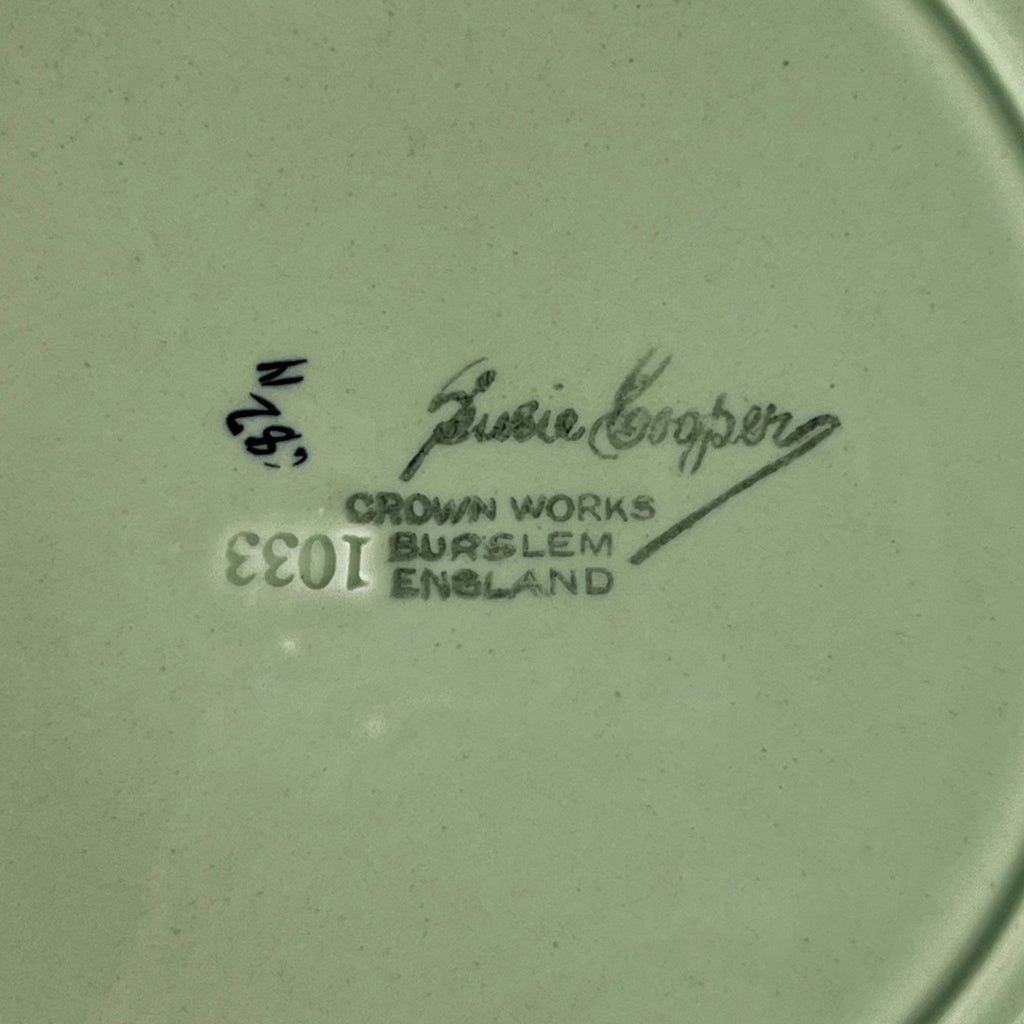 Susie Cooper
CROWN WORKS
BURSLEM
ENGLAND
1033